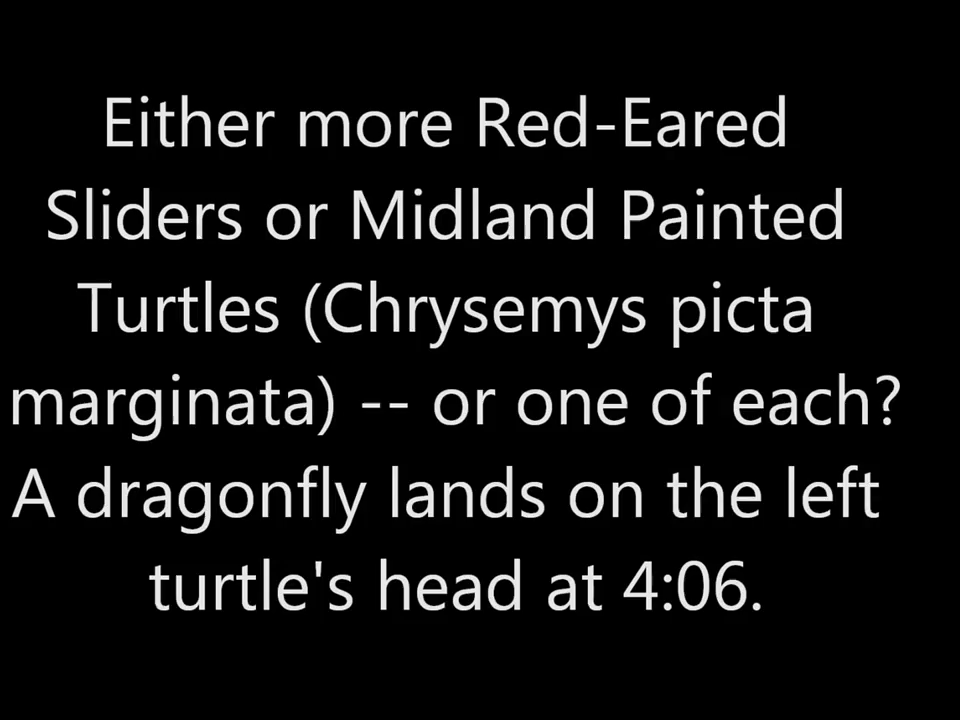 Either more Red-Eared
Sliders or Midland Painted
Turtles (Chrysemys picta
marginata) -- or one of each?
A dragonfly lands on the left
turtle's head at 4:06.